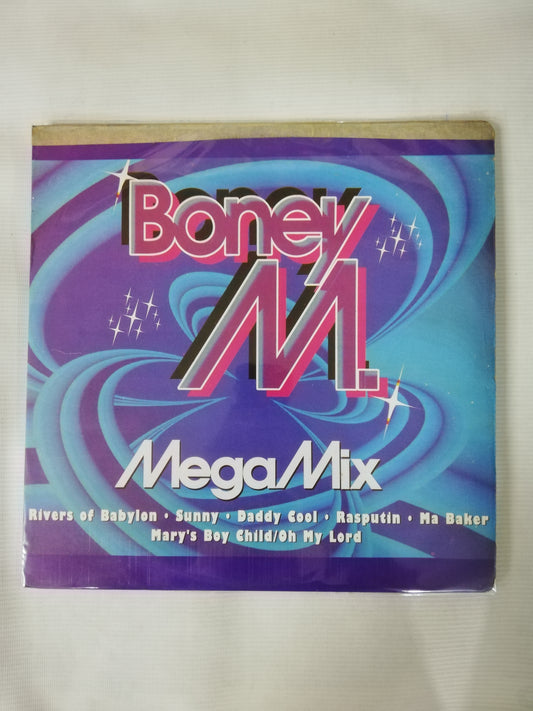 Boney
M.
MegaMix
Rivers of Babylon • Sunny • Daddy Cool • Rasputin • Ma Baker
Mary's Boy Child/Oh My Lord